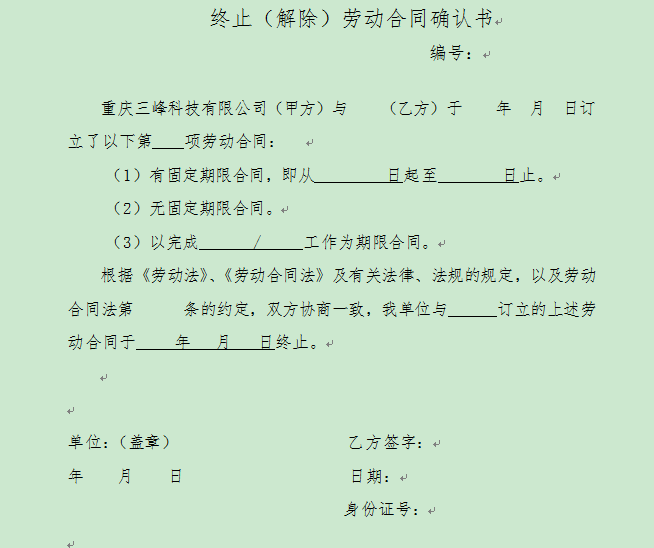 终止（解除）劳动合同确认书
编号：
重庆三峰科技有限公司（甲方）与　　（乙方）于　　年　月　日订
立了以下第____项劳动合同：
（1）有固定期限合同，即从_________日起至________日止。
（2）无固定期限合同。
（3）以完成_______/_____工作为期限合同。
根据《劳动法》、《劳动合同法》及有关法律、法规的规定，以及劳动
合同法第　　　条的约定，双方协商一致，我单位与______订立的上述劳
动合同于_____年___月___日终止。
单位：（盖章）　　　　　　　　　　乙方签字：
年　　月　　日　　　　　　　　　　日期：
身份证号：